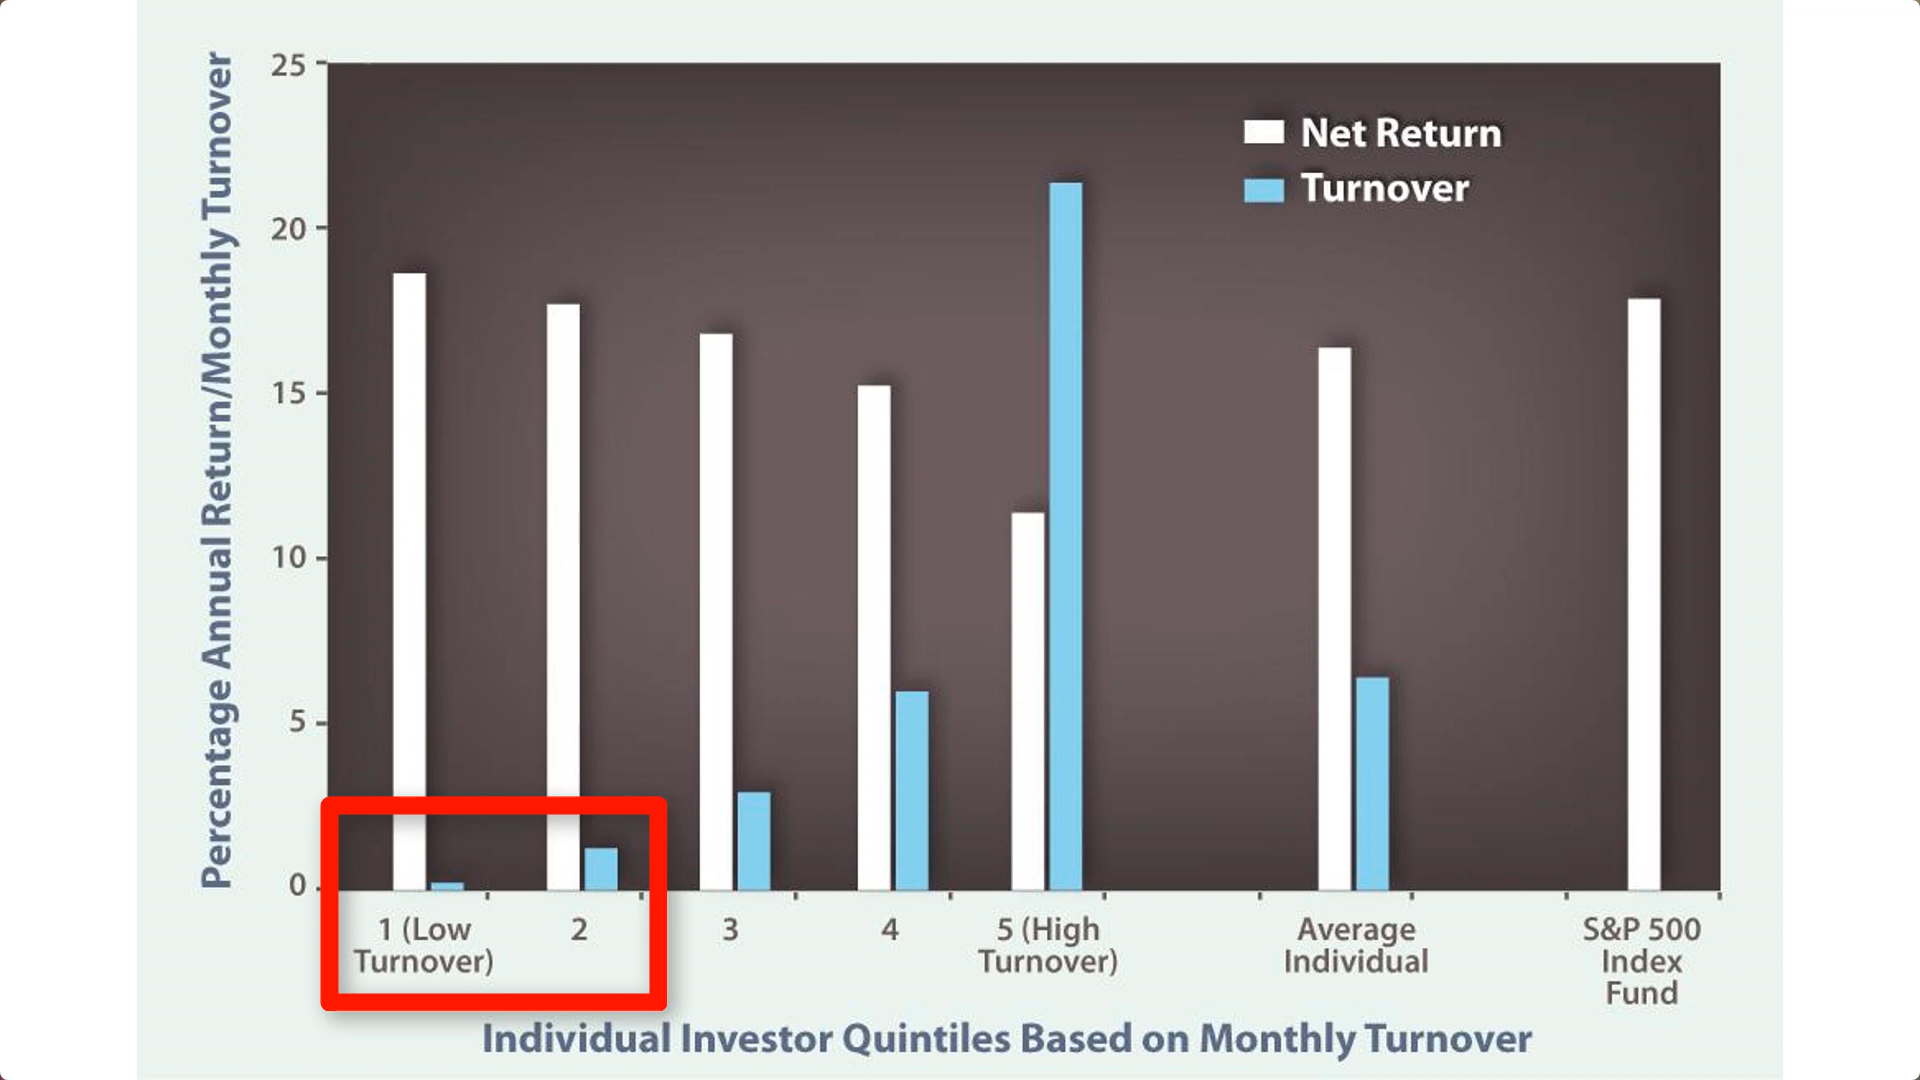 Percentage Annual Return/Monthly Turnover
25
20
15
10
5
0
Net Return
Turnover
1 (Low
Turnover)
2
3
4
5 (High
Turnover)
Average
Individual
S&P 500
Index
Fund
Individual Investor Quintiles Based on Monthly Turnover